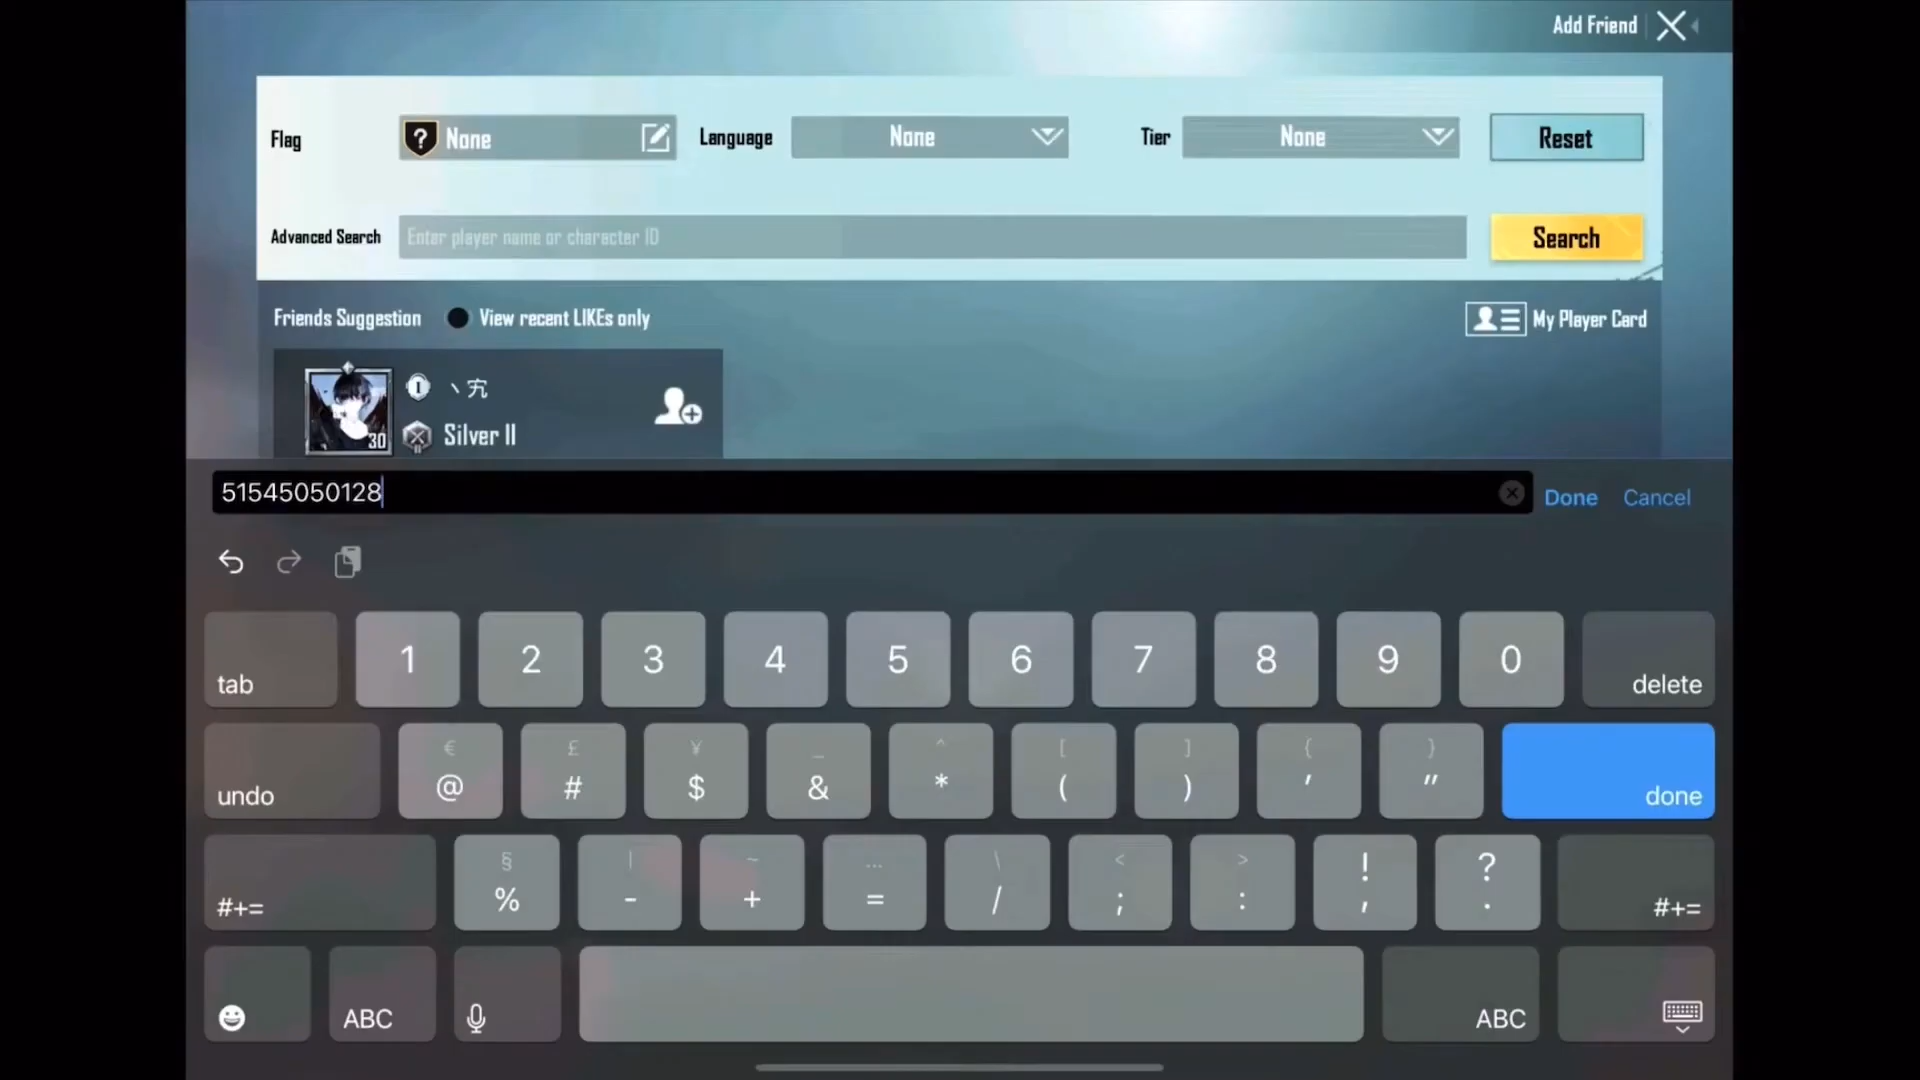 Add Friend
Flag
? None
Language
None
Tier
None
Reset
Advanced Search
Enter player name or character ID
Search
Friends Suggestion
View recent LIKEs only
My Player Card
I
丶宄
30
Silver II
51545050128
Done
Cancel
tab 1 2 3 4 5 6 7 8 9 0 delete
€ £ ¥ _ ^ [ ] { }
undo @ # $ & * ( ) ' " done
§ | ~ … \ < > ! ?
#+= % - + = / ; : , . #+=
ABC
ABC